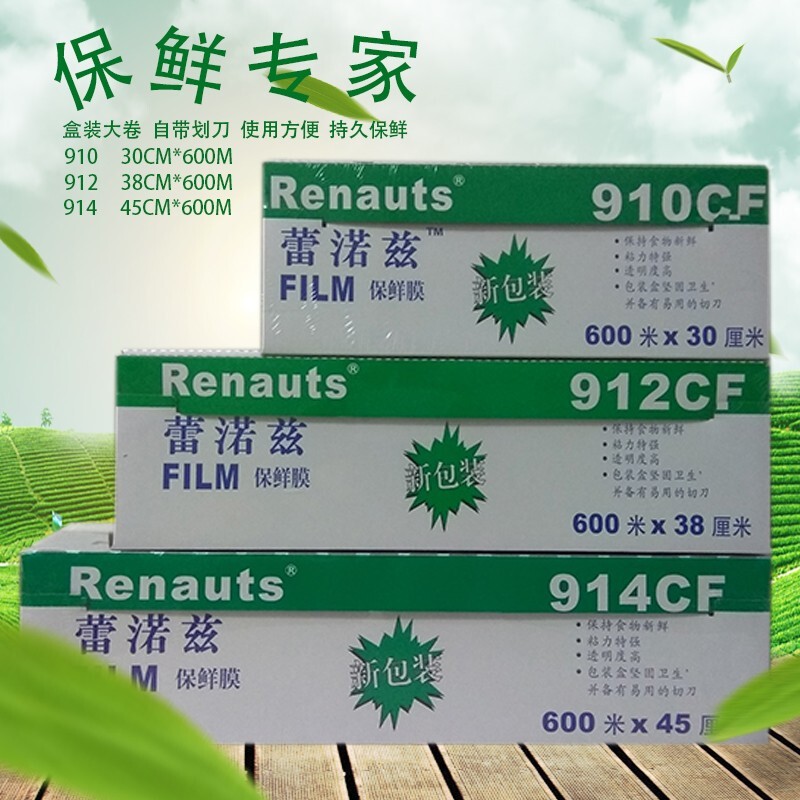 保鲜专家
盒装大卷 自带划刀 使用方便 持久保鲜
910 30CM*600M
912 38CM*600M
914 45CM*600M
Renauts® 910CF
蕾渃兹™
FILM 保鲜膜
新包装
·保持食物新鲜
·粘力特强
·透明度高
·包装盒坚固卫生
并备有易用的切刀
600 米 x 30 厘米
Renauts® 912CF
蕾渃兹
FILM 保鲜膜
新包装
·保持食物新鲜
·粘力特强
·透明度高
·包装盒坚固卫生
并备有易用的切刀
600 米 x 38 厘米
Renauts® 914CF
蕾渃兹
FILM 保鲜膜
新包装
·保持食物新鲜
·粘力特强
·透明度高
·包装盒坚固卫生
并备有易用的切刀
600 米 x 45 厘